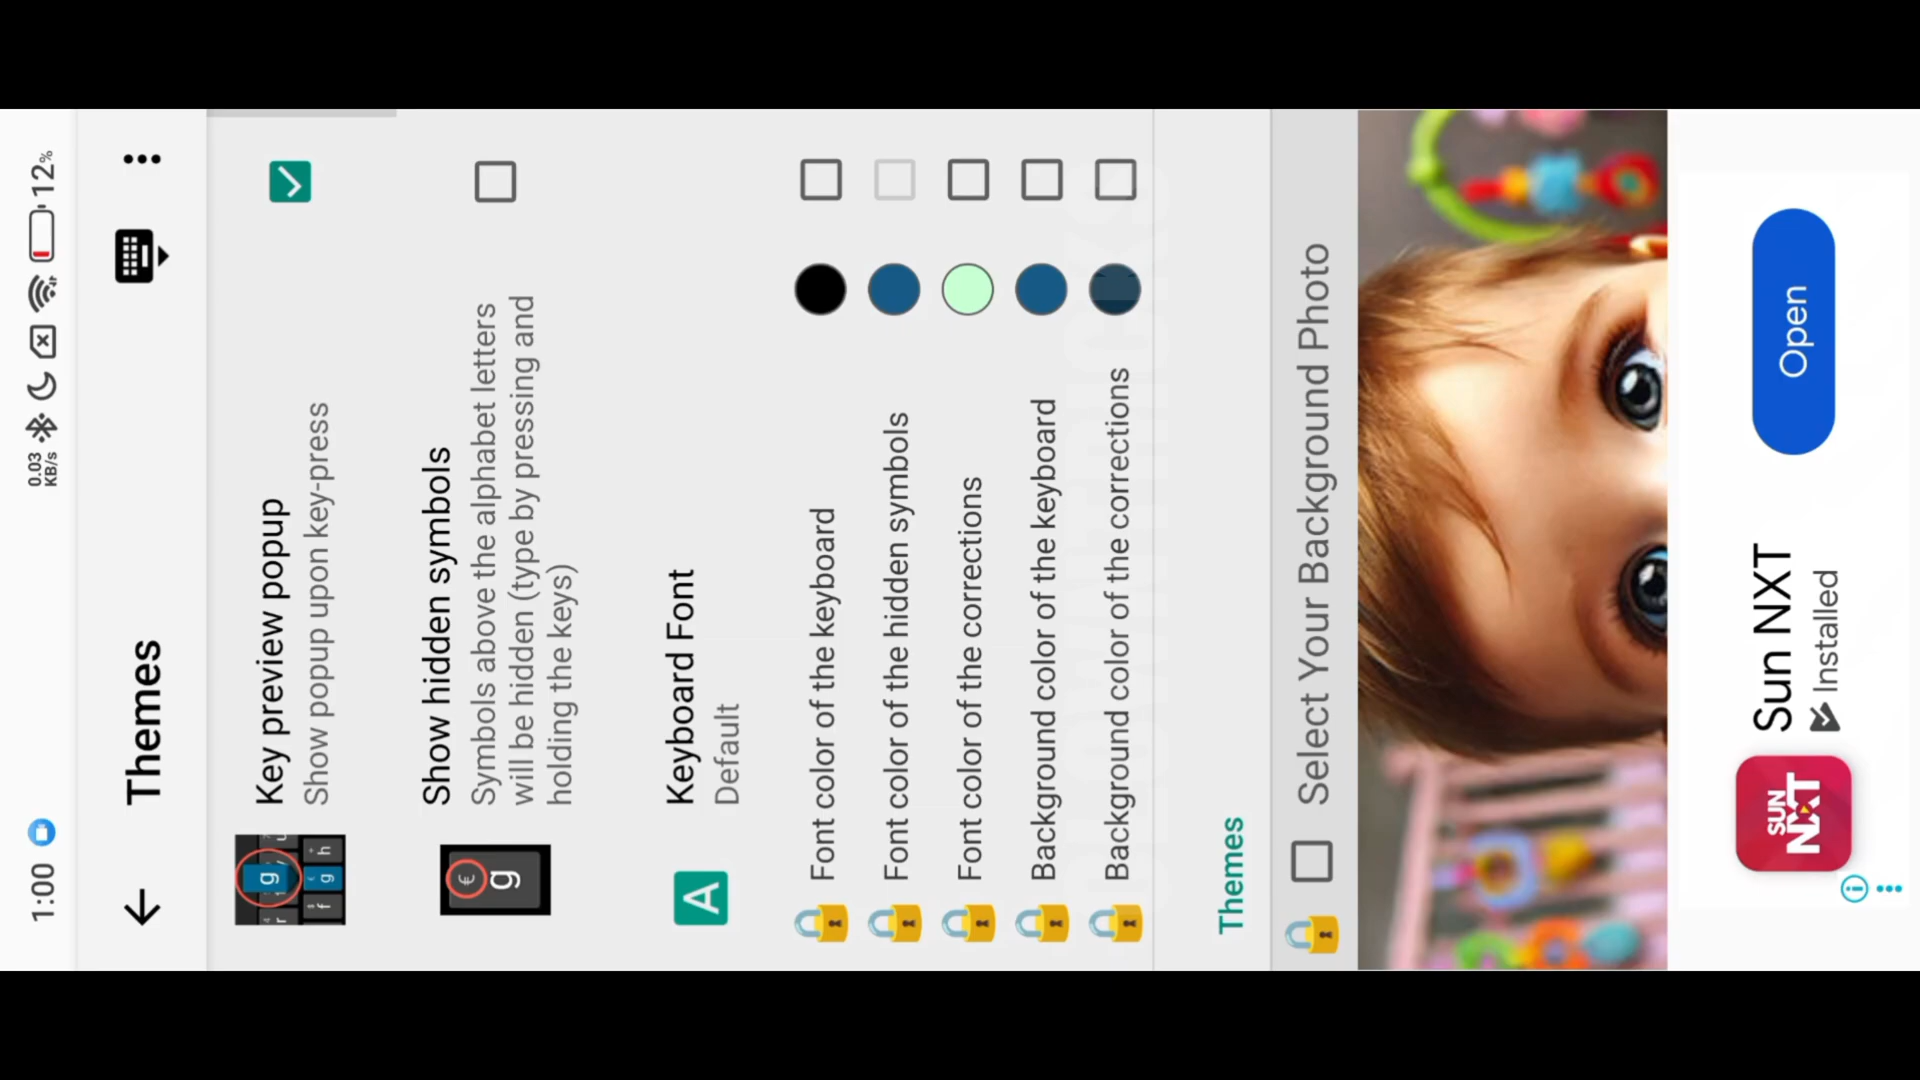 1:00
0.03
KB/s
12%
Themes
Key preview popup
Show popup upon key-press
Show hidden symbols
Symbols above the alphabet letters
will be hidden (type by pressing and
holding the keys)
Keyboard Font
Default
Font color of the keyboard
Font color of the hidden symbols
Font color of the corrections
Background color of the keyboard
Background color of the corrections
Themes
Select Your Background Photo
SUN
NXT
Sun NXT
Installed
Open